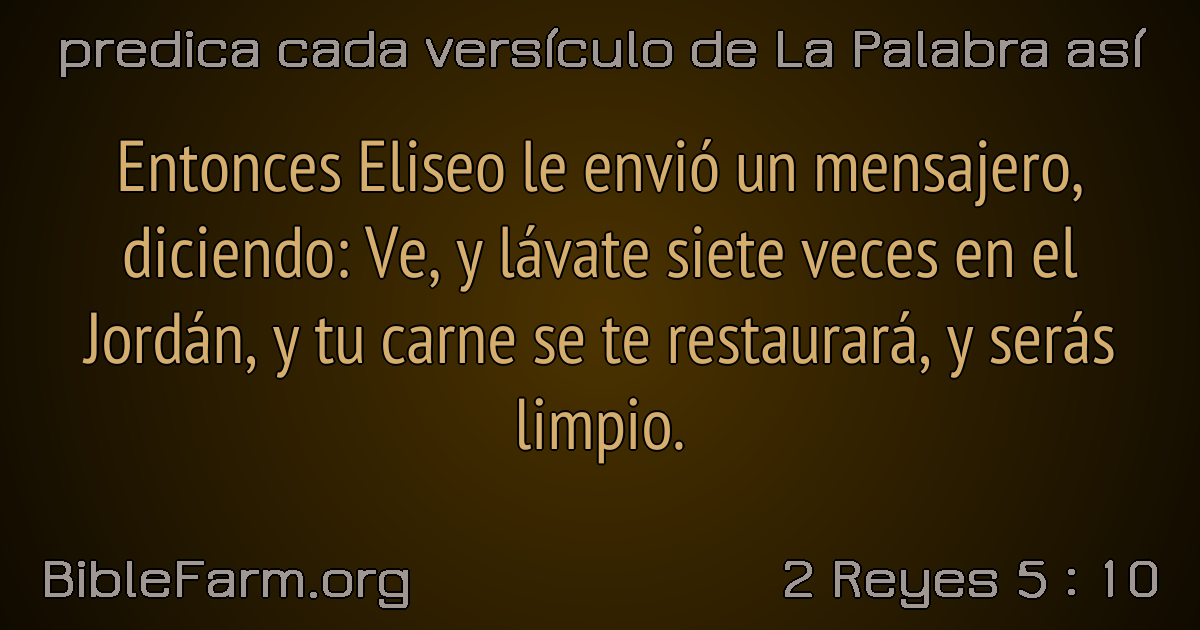 predica cada versículo de La Palabra así
Entonces Eliseo le envió un mensajero,
diciendo: Ve, y lávate siete veces en el
Jordán, y tu carne se te restaurará, y serás
limpio.
BibleFarm.org
2 Reyes 5 : 10